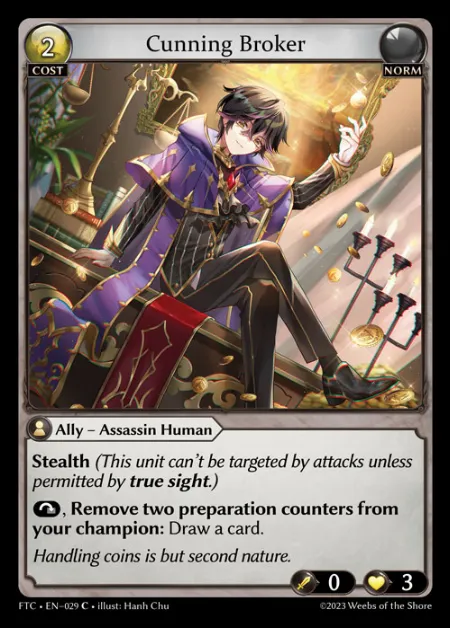 2
Cunning Broker
COST
NORM
Ally – Assassin Human
Stealth (This unit can't be targeted by attacks unless
permitted by true sight.)
, Remove two preparation counters from
your champion: Draw a card.
Handling coins is but second nature.
0
3
FTC • EN–029 C • illust: Hanh Chu
©2023 Weebs of the Shore